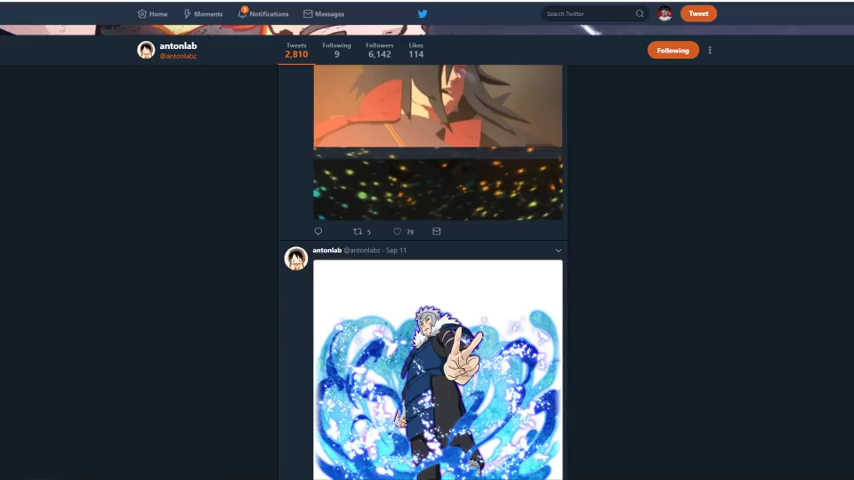 Home
Moments
1
Notifications
Messages
Search Twitter
Tweet
antonlab
@antonlabz
Tweets
2,810
Following
9
Followers
6,142
Likes
114
Following
5
79
antonlab @antonlabz · Sep 11